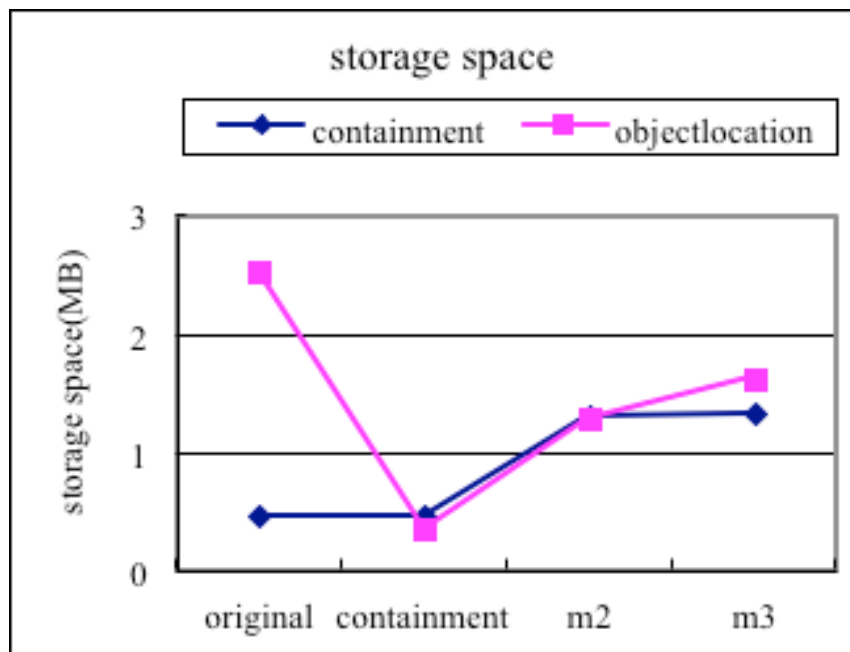 storage space
containment objectlocation
storage space(MB)
3
2
1
0
original containment m2 m3